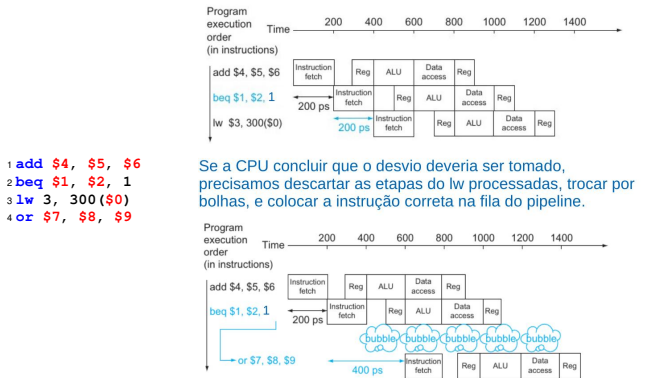 Program
execution
order
(in instructions)
Time
200 400 600 800 1000 1200 1400
add $4, $5, $6
Instruction fetch Reg ALU Data access Reg
beq $1, $2, 1
200 ps
Instruction fetch Reg ALU Data access Reg
lw $3, 300($0)
200 ps
Instruction fetch Reg ALU Data access Reg
1 add $4, $5, $6
2 beq $1, $2, 1
3 lw 3, 300($0)
4 or $7, $8, $9
Se a CPU concluir que o desvio deveria ser tomado,
precisamos descartar as etapas do lw processadas, trocar por
bolhas, e colocar a instrução correta na fila do pipeline.
Program
execution
order
(in instructions)
Time
200 400 600 800 1000 1200 1400
add $4, $5, $6
Instruction fetch Reg ALU Data access Reg
beq $1, $2, 1
200 ps
Instruction fetch Reg ALU Data access Reg
bubble bubble bubble bubble bubble
or $7, $8, $9
400 ps
Instruction fetch Reg ALU Data access Reg